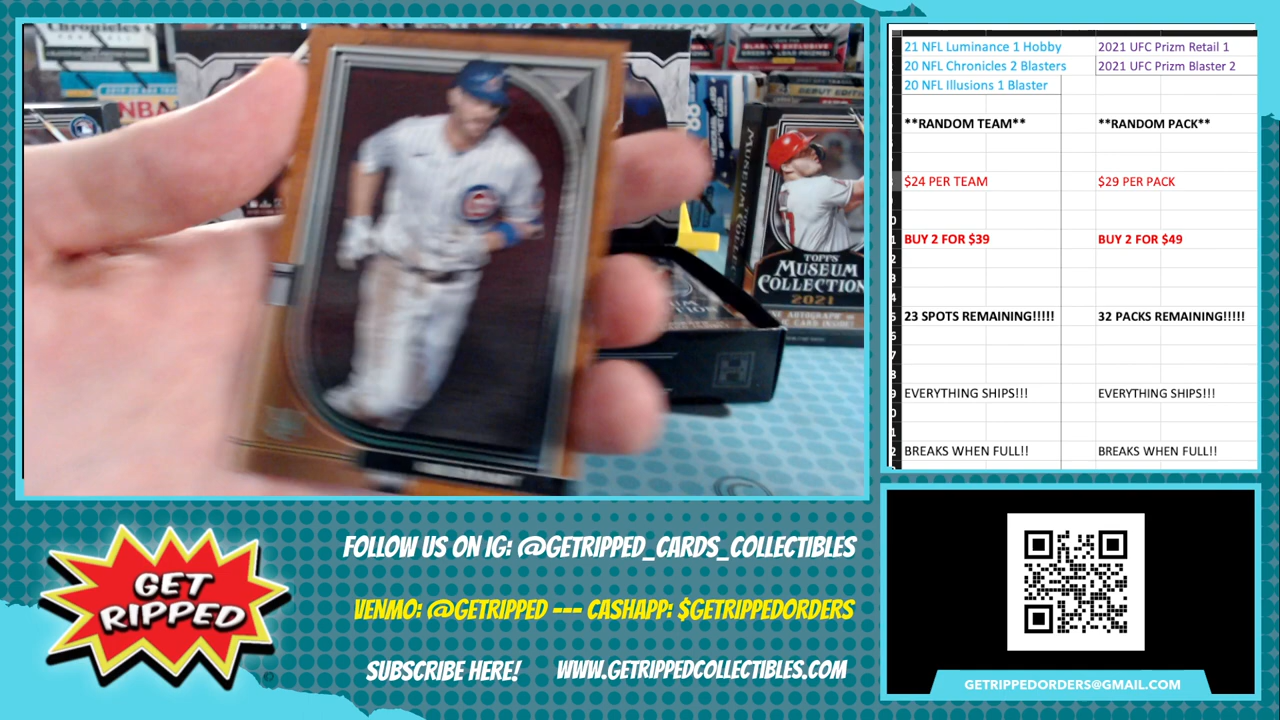 Chronicles
NBA
TOPPS
MUSEUM
COLLECTION
2021
21 NFL Luminance 1 Hobby
2021 UFC Prizm Retail 1
20 NFL Chronicles 2 Blasters
2021 UFC Prizm Blaster 2
20 NFL Illusions 1 Blaster
**RANDOM TEAM**
**RANDOM PACK**
$24 PER TEAM
$29 PER PACK
BUY 2 FOR $39
BUY 2 FOR $49
23 SPOTS REMAINING!!!!!
32 PACKS REMAINING!!!!!
EVERYTHING SHIPS!!!
EVERYTHING SHIPS!!!
BREAKS WHEN FULL!!
BREAKS WHEN FULL!!
GET
RIPPED
FOLLOW US ON IG: @GETRIPPED_CARDS_COLLECTIBLES
VENMO: @GETRIPPED --- CASHAPP: $GETRIPPEDORDERS
SUBSCRIBE HERE!
WWW.GETRIPPEDCOLLECTIBLES.COM
GETRIPPEDORDERS@GMAIL.COM